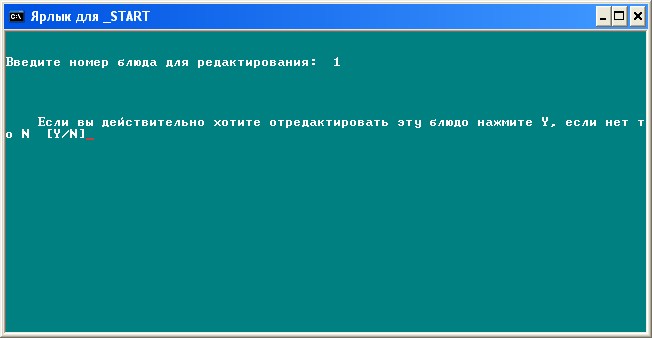 Ярлык для _START
Введите номер блюда для редактирования:  1
Если вы действительно хотите отредактировать эту блюдо нажмите Y, если нет т
о N  [Y/N]_